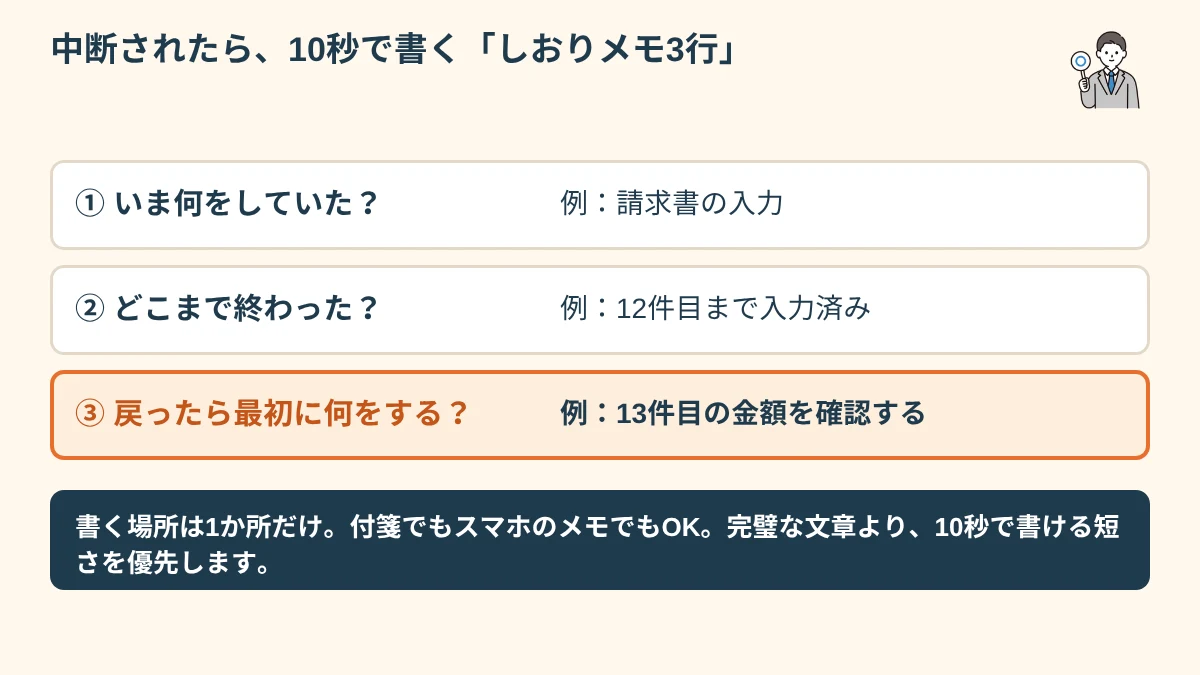 中断されたら、10秒で書く「しおりメモ3行」
① いま何をしていた？
例：請求書の入力
② どこまで終わった？
例：12件目まで入力済み
③ 戻ったら最初に何をする？
例：13件目の金額を確認する
書く場所は1か所だけ。付箋でもスマホのメモでもOK。完璧な文章より、10秒で書ける短
さを優先します。